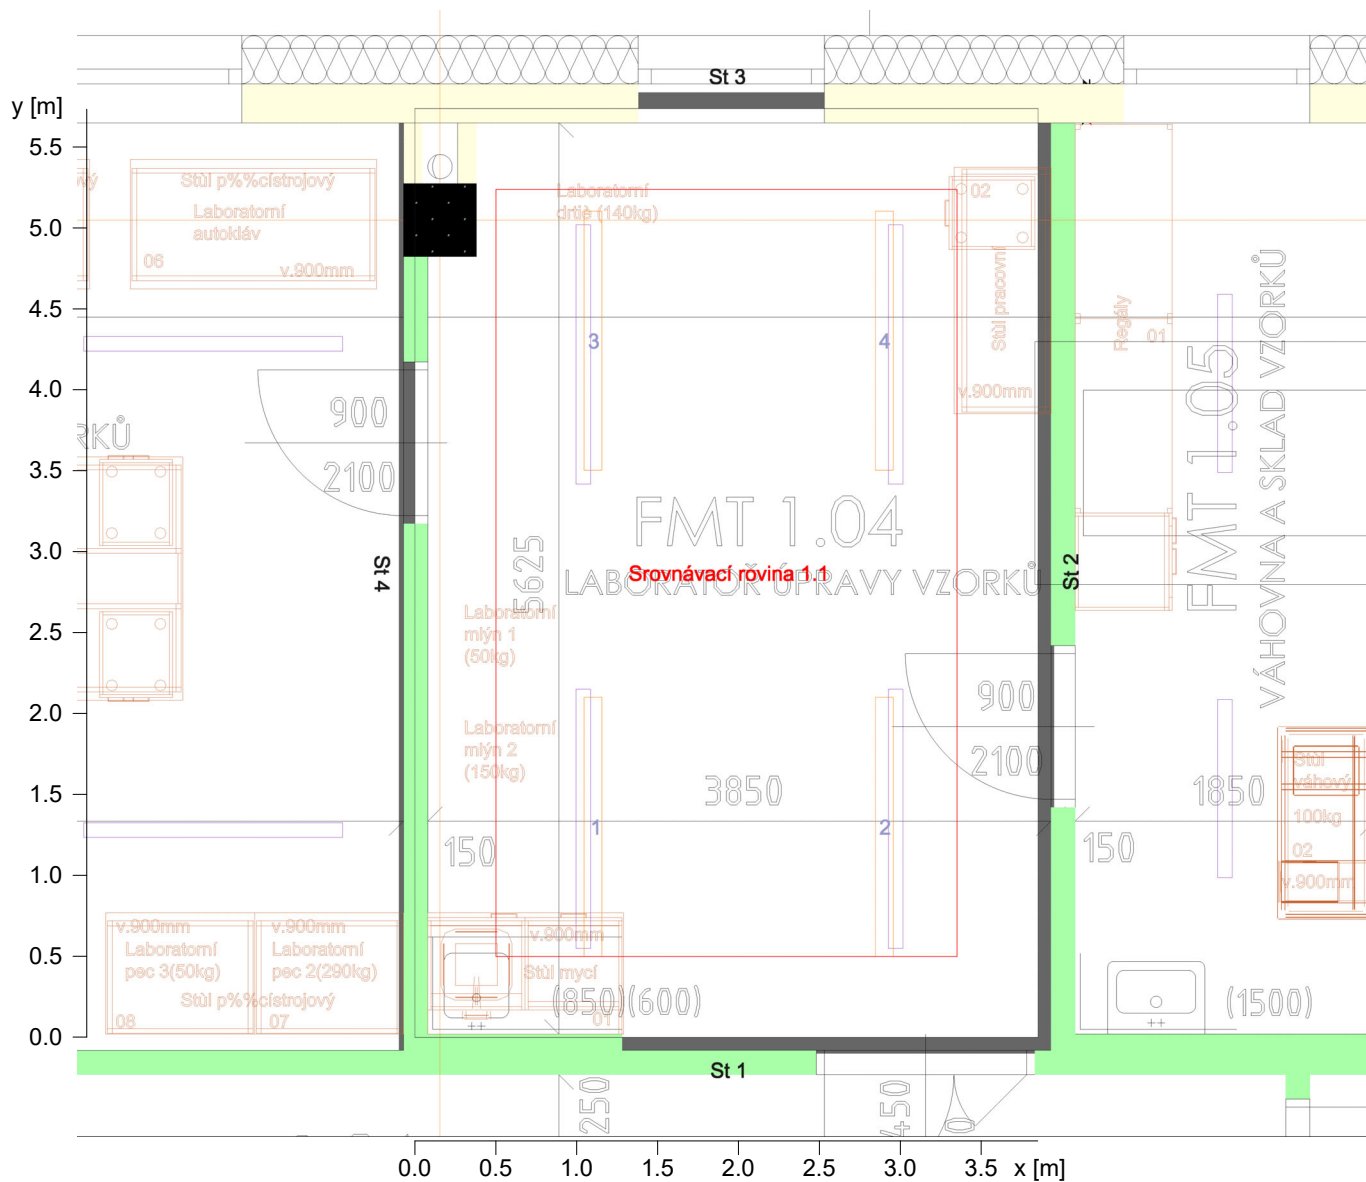 St 3
y [m]
5.5
5.0
4.5
4.0
3.5
3.0
2.5
2.0
1.5
1.0
0.5
0.0
Stůl p%%cístrojový
Laboratorní
autokláv
06
v.900mm
Laboratorní
drtiè (140kg)
02
Stůl pracovní
v.900mm
Regály
01
3
4
900
2100
RKŮ
FMT 1.04
LABORATOŘ ÚPRAVY VZORKŮ
Srovnávací rovina 1.1
5625
St 4
St 2
FMT 1.05
VÁHOVNA A SKLAD VZORKŮ
Laboratorní
mlýn 1
(50kg)
Laboratorní
mlýn 2
(150kg)
900
2100
3850
1850
1
2
150
150
Stůl
váhový
100kg
02
v.900mm
v.900mm
Laboratorní
pec 3(50kg)
v.900mm
Laboratorní
pec 2(290kg)
Stůl p%%cístrojový
08
07
v.900mm
Stůl mycí
01
(850)(600)
(1500)
St 1
250
450
0
0.0 0.5 1.0 1.5 2.0 2.5 3.0 3.5 x [m]